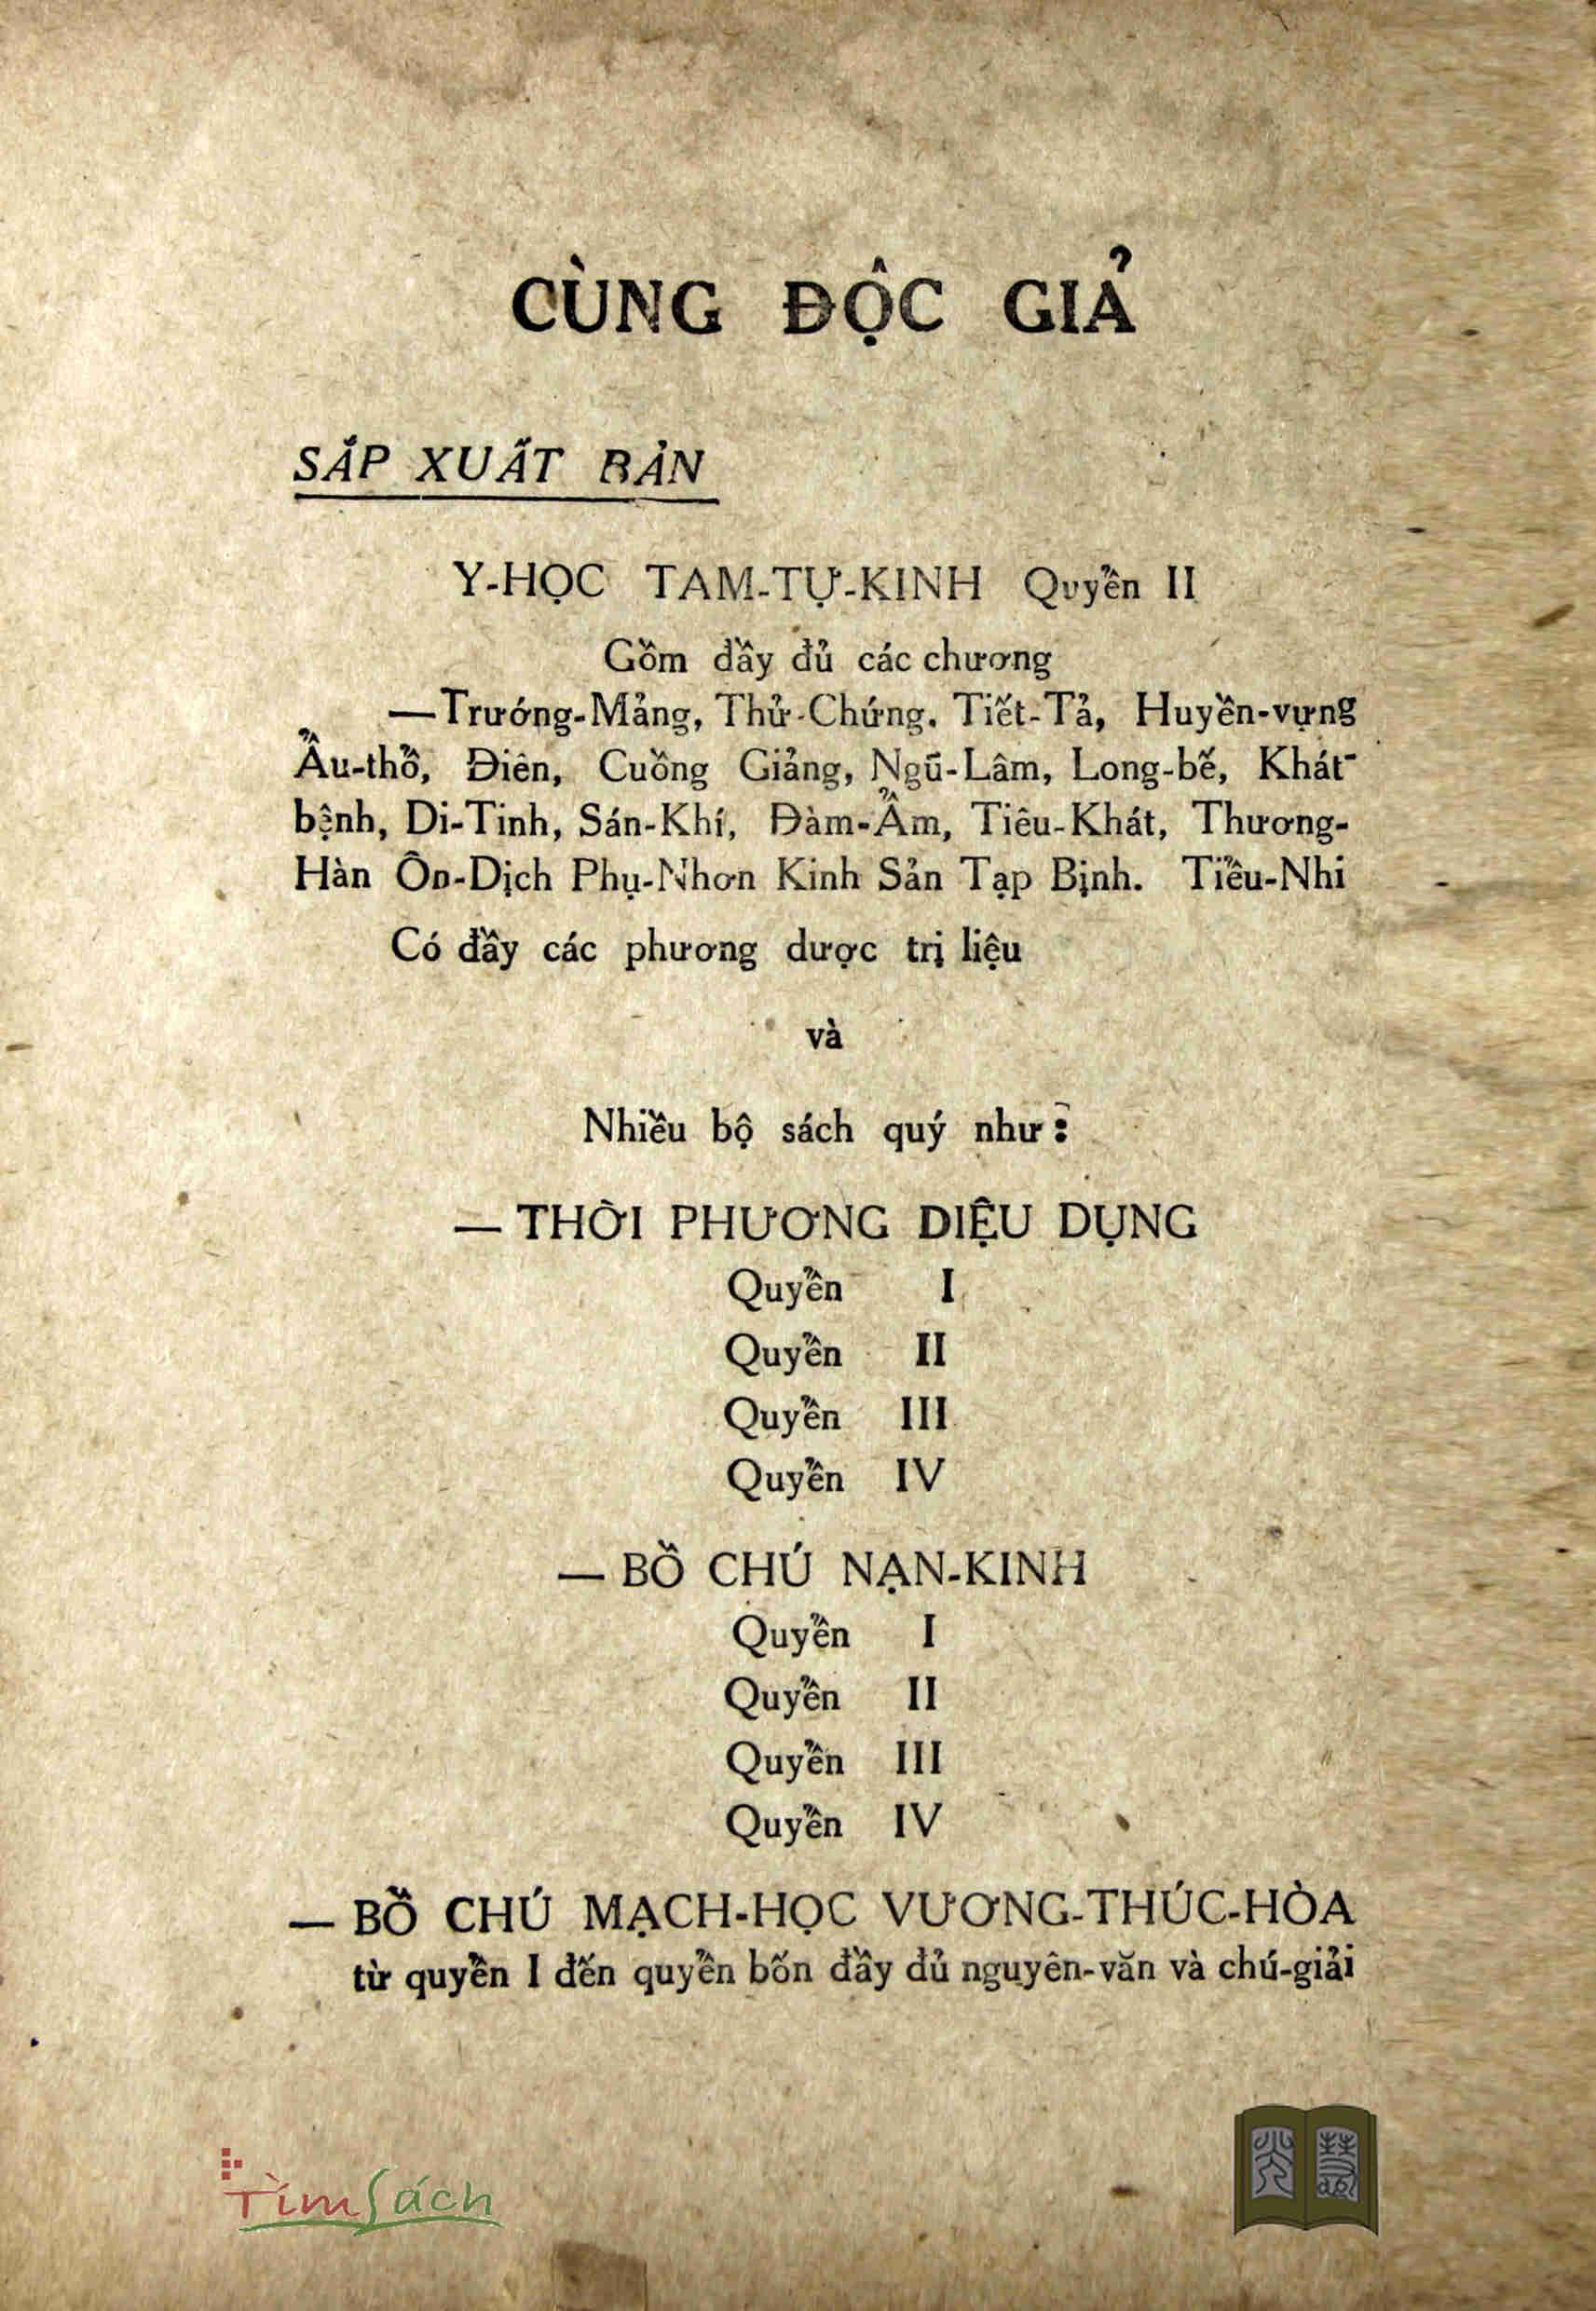 CÙNG ĐỘC GIẢ
SẮP XUẤT BẢN
Y-HỌC TAM-TỰ-KINH Quyển II
Gồm đầy đủ các chương
—Trướng-Mảng, Thử-Chứng. Tiết-Tả, Huyền-vựng
Ẩu-thổ, Điên, Cuồng Giảng, Ngũ-Lâm, Long-bế, Khát-
bệnh, Di-Tinh, Sán-Khí, Đàm-Ẩm, Tiêu-Khát, Thương-
Hàn Ôn-Dịch Phụ-Nhơn Kinh Sản Tạp Bịnh. Tiểu-Nhi
Có đầy các phương dược trị liệu
và
Nhiều bộ sách quý như :
— THỜI PHƯƠNG DIỆU DỤNG
Quyển I
Quyển II
Quyển III
Quyển IV
— BỔ CHÚ NẠN-KINH
Quyển I
Quyển II
Quyển III
Quyển IV
— BỔ CHÚ MẠCH-HỌC VƯƠNG-THÚC-HÒA
từ quyển I đến quyển bốn đầy đủ nguyên-văn và chú-giải
TìmSách